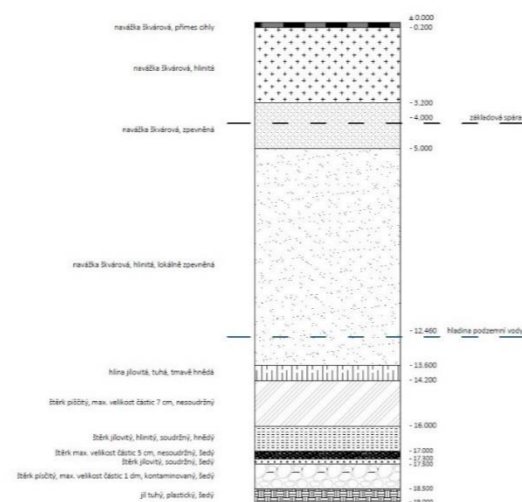 ± 0.000
navážka škvárová, příměs cihly
- 0.200
navážka škvárová, hlinitá
- 3.200
- 4.000
základová spára
navážka škvárová, zpevněná
- 5.000
navážka škvárová, hlinitá, lokálně zpevněná
- 12.460
hladina podzemní vody
- 13.600
hlína jílovitá, tuhá, tmavě hnědá
- 14.200
štěrk písčitý, max. velikost částic 7 cm, nesoudržný
- 16.000
štěrk jílovitý, hlinitý, soudržný, hnědý
- 17.000
štěrk max. velikost částic 5 cm, nesoudržný, šedý
- 17.300
štěrk jílovitý, soudržný, šedý
- 17.500
štěrk písčitý, max. velikost částic 1 dm, kontaminovaný, šedý
- 18.500
jíl tuhý, plastický, šedý